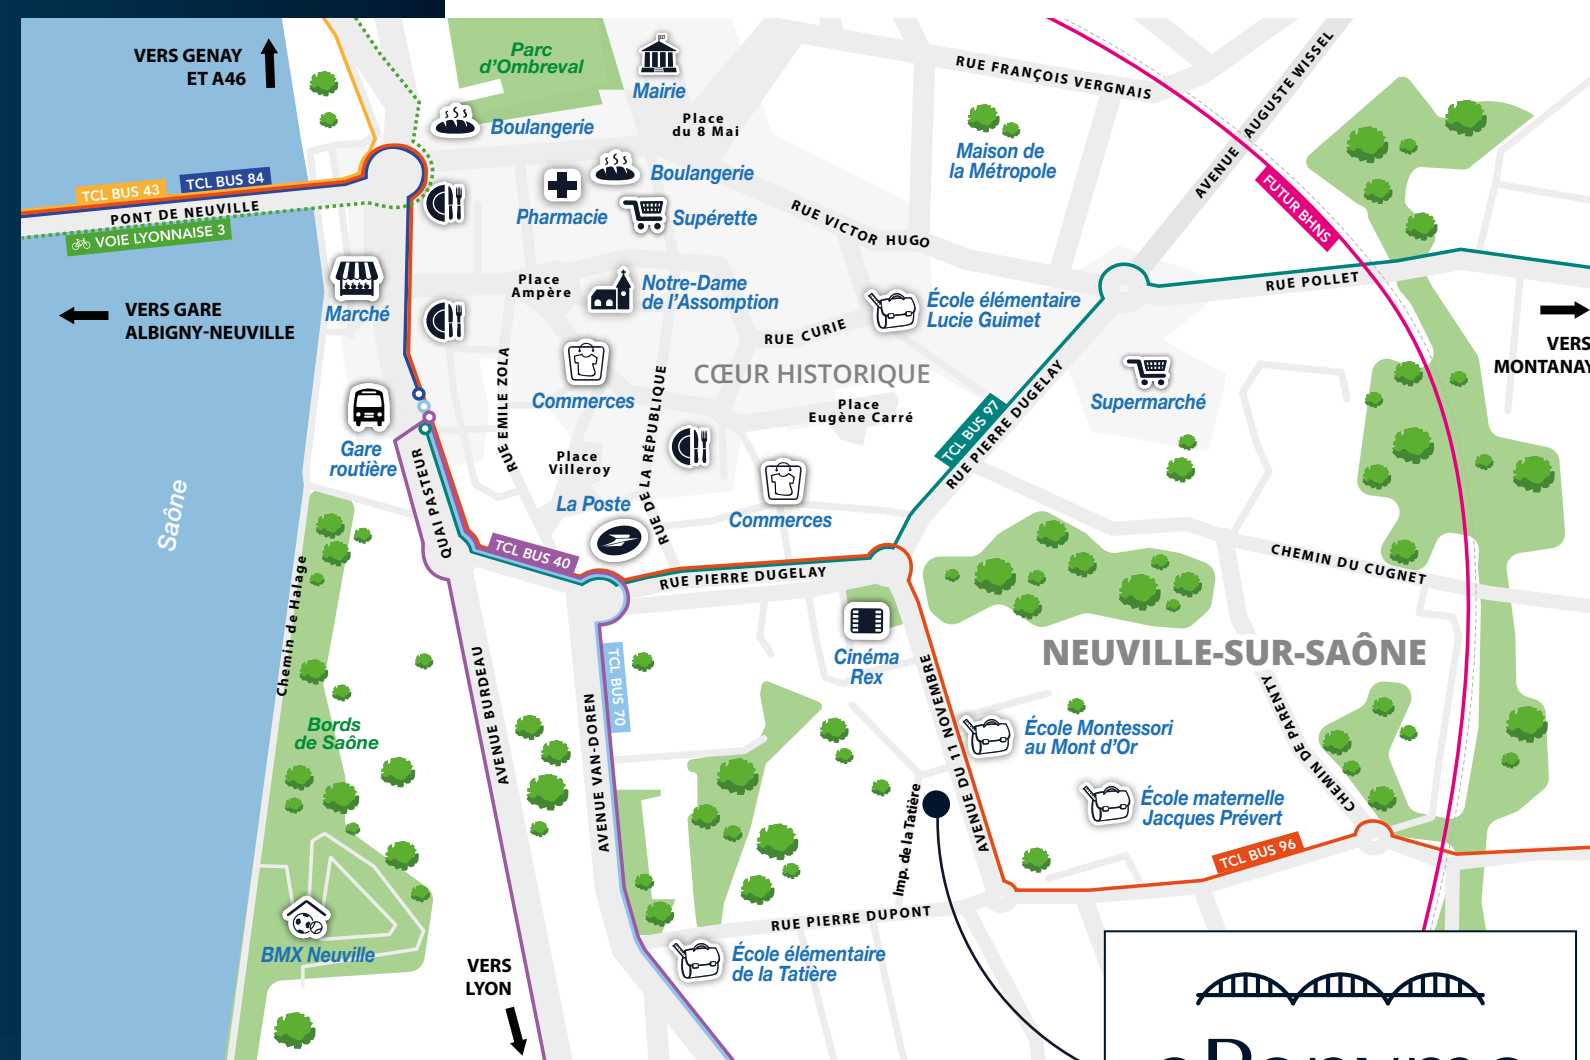 VERS GENAY
ET A46
Parc
d'Ombreval
Mairie
Boulangerie
Place
du 8 Mai
RUE FRANÇOIS VERGNAIS
AVENUE AUGUSTE WISSEL
Maison de
la Métropole
Boulangerie
TCL BUS 43
TCL BUS 84
PONT DE NEUVILLE
VOIE LYONNAISE 3
Pharmacie
Supérette
RUE VICTOR HUGO
FUTUR BHNS
VERS GARE
ALBIGNY-NEUVILLE
Marché
Place
Ampère
Notre-Dame
de l'Assomption
École élémentaire
Lucie Guimet
RUE POLLET
RUE CURIE
VERS
MONTANAY
CŒUR HISTORIQUE
RUE EMILE ZOLA
Commerces
RUE DE LA RÉPUBLIQUE
Place
Eugène Carré
Supermarché
TCL BUS 97
RUE PIERRE DUGELAY
Gare
routière
QUAI PASTEUR
Place
Villeroy
La Poste
Commerces
Saône
TCL BUS 40
RUE PIERRE DUGELAY
CHEMIN DU CUGNET
Chemin de Halage
Cinéma
Rex
NEUVILLE-SUR-SAÔNE
AVENUE BURDEAU
AVENUE VAN-DOREN
TCL BUS 70
AVENUE DU 11 NOVEMBRE
CHEMIN DE PARENTY
Bords
de Saône
École Montessori
au Mont d'Or
École maternelle
Jacques Prévert
Imp. de la Tatière
TCL BUS 96
RUE PIERRE DUPONT
BMX Neuville
VERS
LYON
École élémentaire
de la Tatière